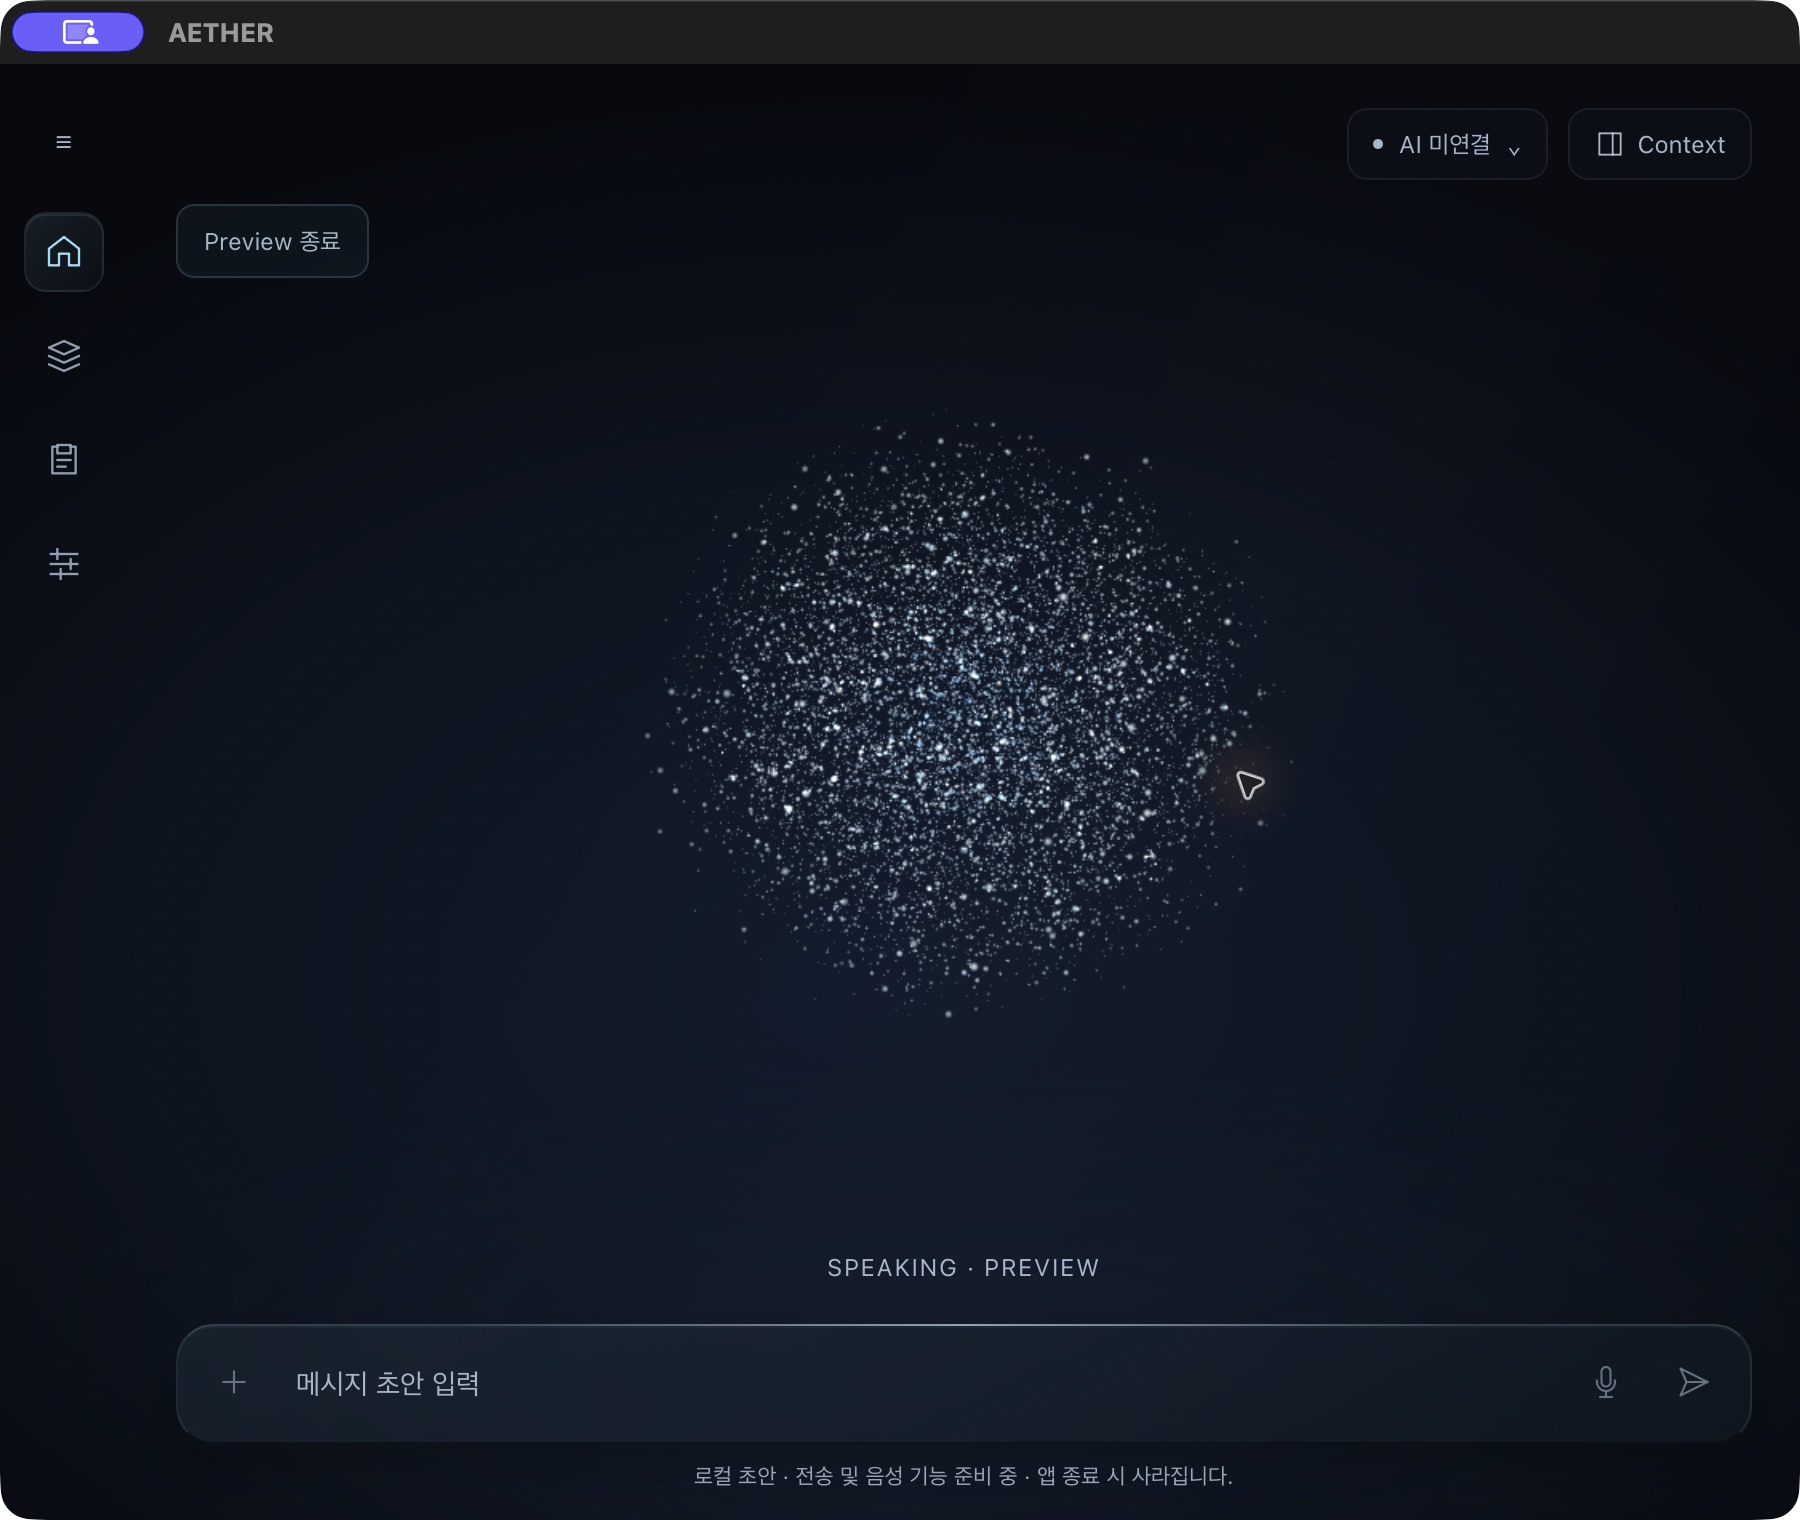 AETHER
AI 미연결
Context
Preview 종료
SPEAKING · PREVIEW
메시지 초안 입력
로컬 초안 · 전송 및 음성 기능 준비 중 · 앱 종료 시 사라집니다.